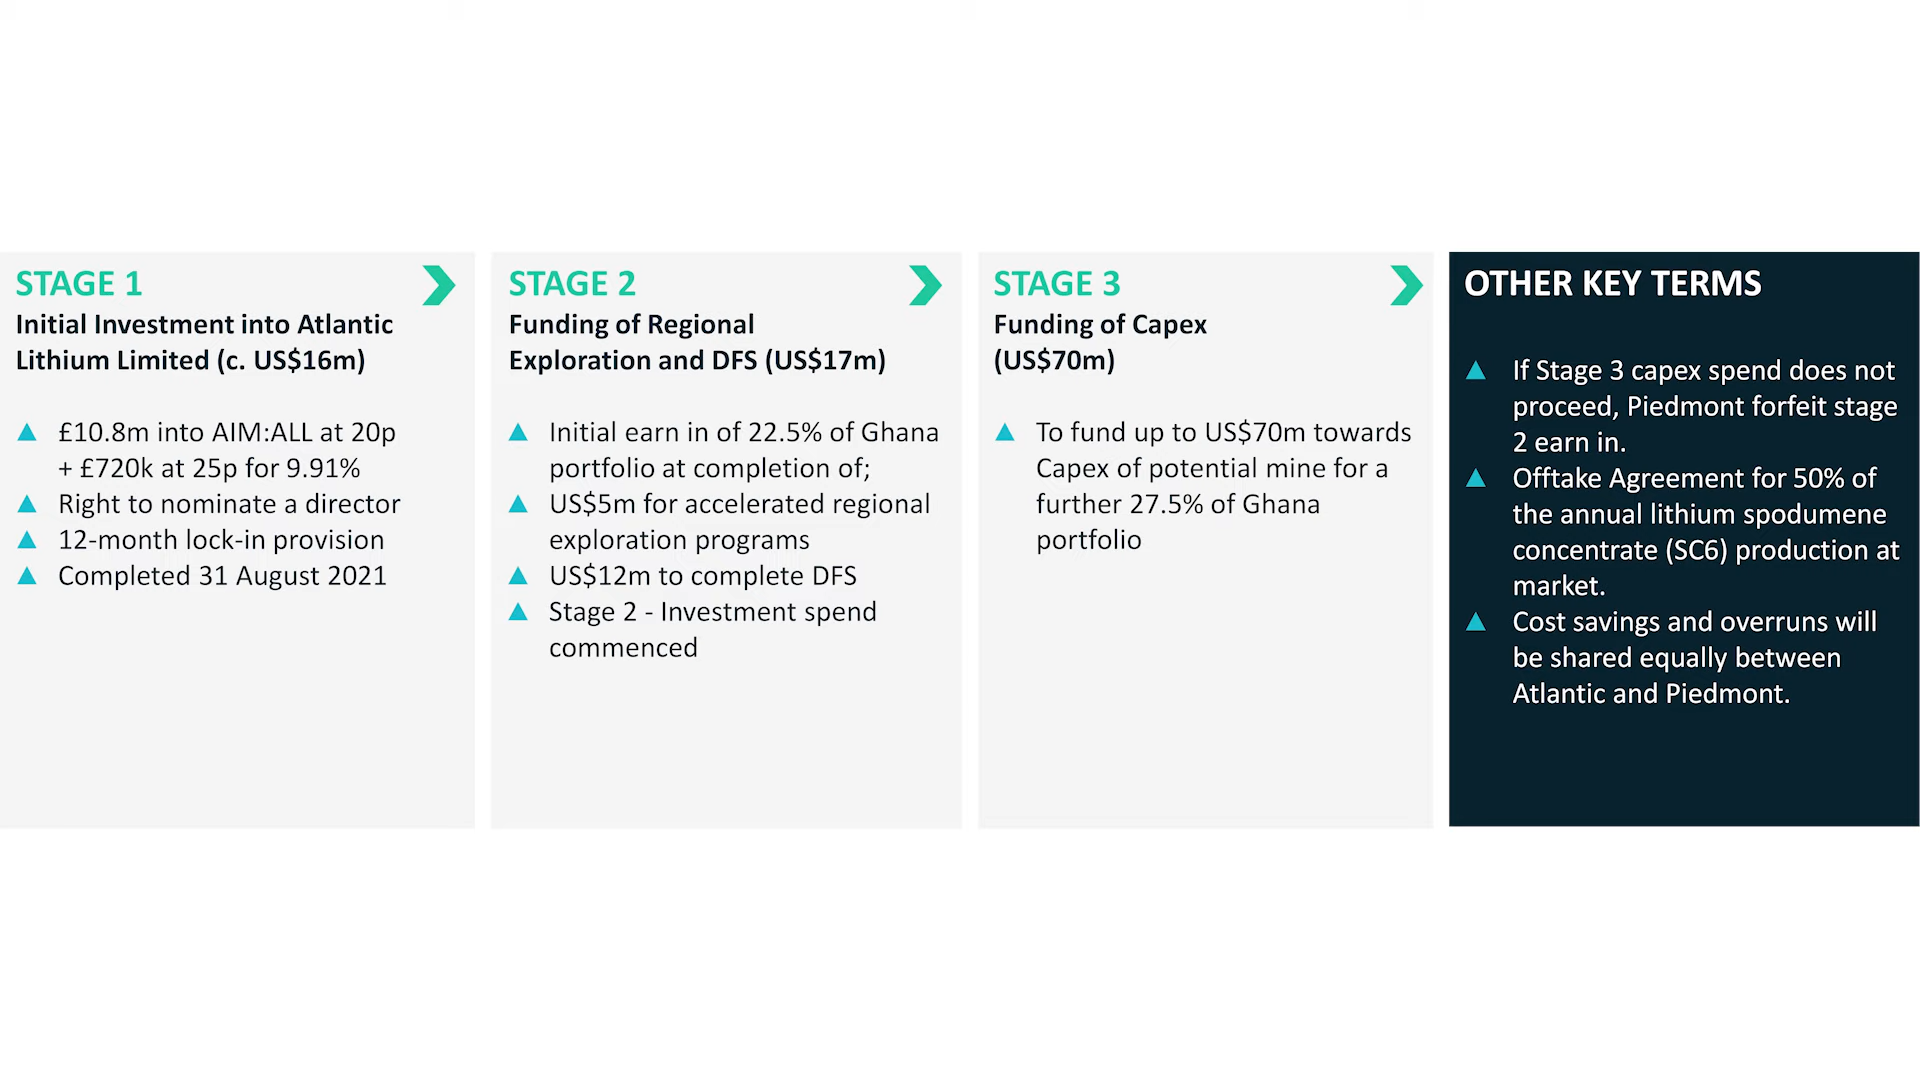 STAGE 1
Initial Investment into Atlantic
Lithium Limited (c. US$16m)
£10.8m into AIM:ALL at 20p
+ £720k at 25p for 9.91%
Right to nominate a director
12-month lock-in provision
Completed 31 August 2021
STAGE 2
Funding of Regional
Exploration and DFS (US$17m)
Initial earn in of 22.5% of Ghana
portfolio at completion of;
US$5m for accelerated regional
exploration programs
US$12m to complete DFS
Stage 2 - Investment spend
commenced
STAGE 3
Funding of Capex
(US$70m)
To fund up to US$70m towards
Capex of potential mine for a
further 27.5% of Ghana
portfolio
OTHER KEY TERMS
If Stage 3 capex spend does not
proceed, Piedmont forfeit stage
2 earn in.
Offtake Agreement for 50% of
the annual lithium spodumene
concentrate (SC6) production at
market.
Cost savings and overruns will
be shared equally between
Atlantic and Piedmont.